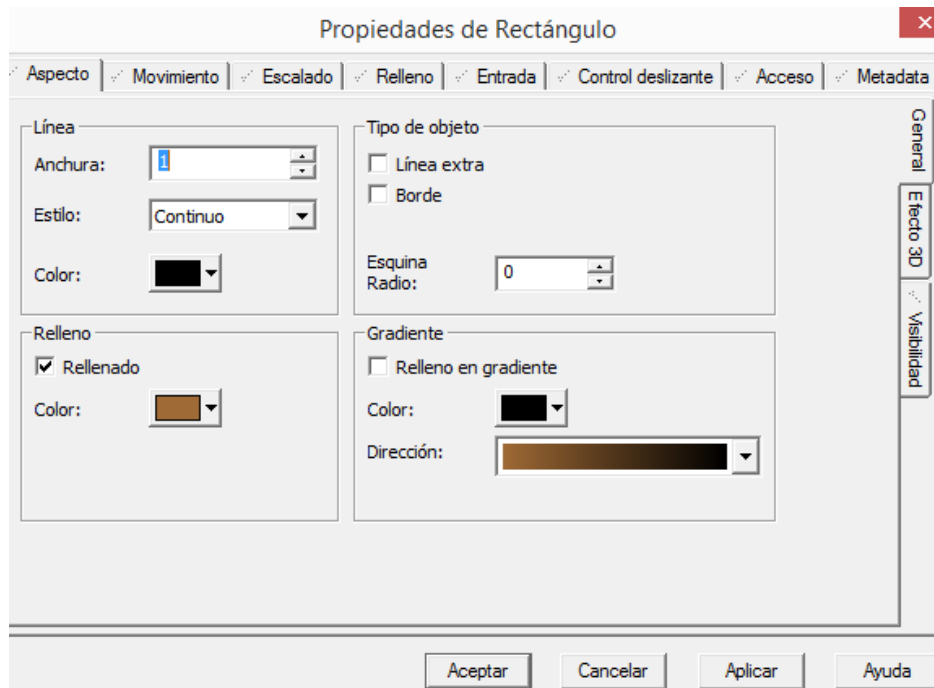 Propiedades de Rectángulo
Aspecto Movimiento Escalado Relleno Entrada Control deslizante Acceso Metadata
Línea
Anchura: 1
Estilo: Continuo
Color:
Tipo de objeto
Línea extra
Borde
Esquina
Radio: 0
Relleno
Rellenado
Color:
Gradiente
Relleno en gradiente
Color:
Dirección:
General
Efecto 3D
Visibilidad
Aceptar Cancelar Aplicar Ayuda